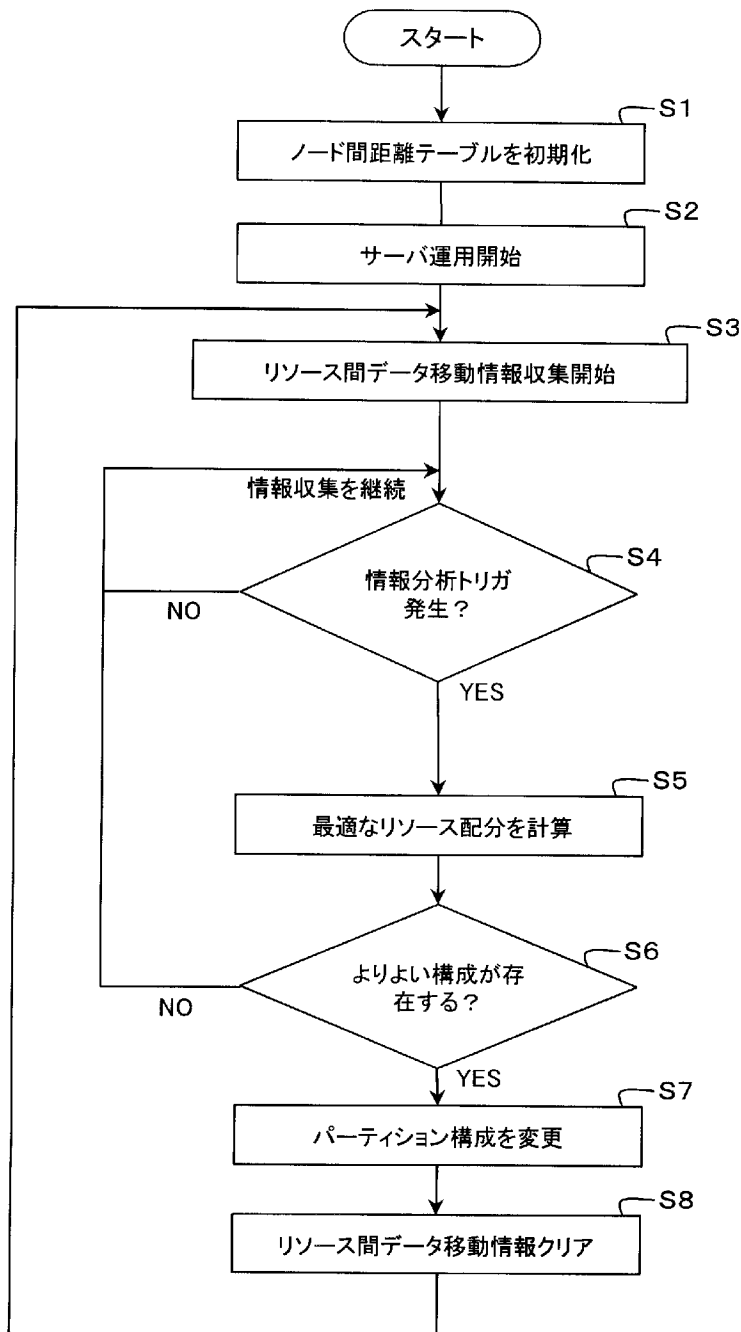 スタート
S1
ノード間距離テーブルを初期化
S2
サーバ運用開始
S3
リソース間データ移動情報収集開始
情報収集を継続
S4
情報分析トリガ
発生？
NO
YES
S5
最適なリソース配分を計算
S6
よりよい構成が存
在する？
NO
YES
S7
パーティション構成を変更
S8
リソース間データ移動情報クリア